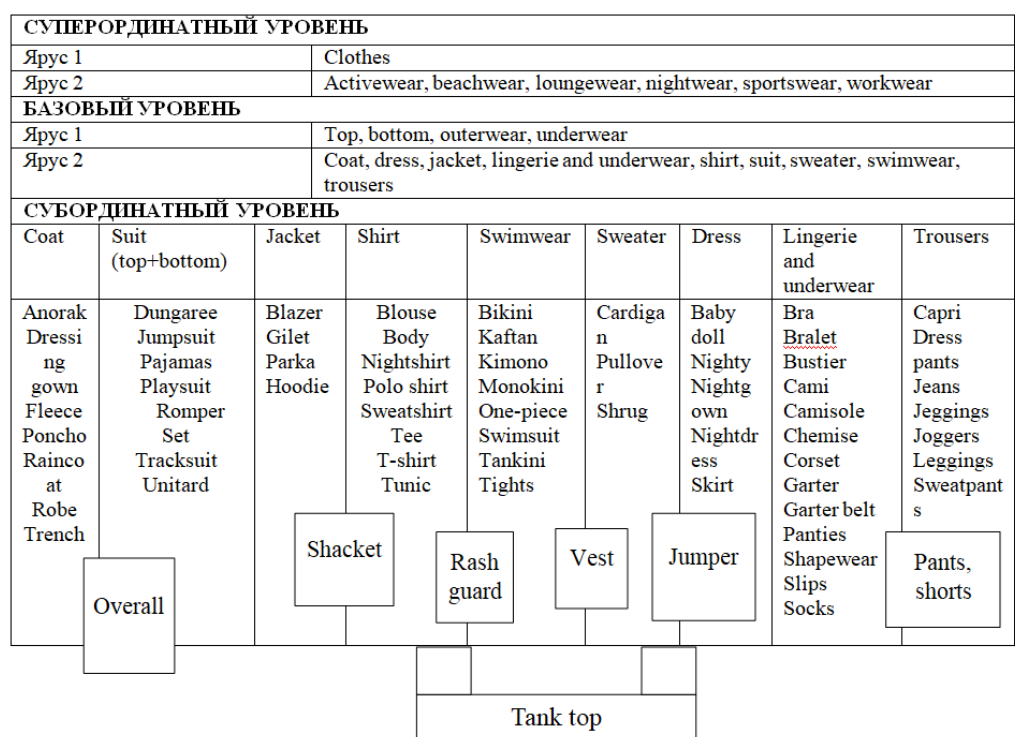 СУПЕРОРДИНАТНЫЙ УРОВЕНЬ
Ярус 1 Clothes
Ярус 2 Activewear, beachwear, loungewear, nightwear, sportswear, workwear
БАЗОВЫЙ УРОВЕНЬ
Ярус 1 Top, bottom, outerwear, underwear
Ярус 2 Coat, dress, jacket, lingerie and underwear, shirt, suit, sweater, swimwear,
trousers
СУБОРДИНАТНЫЙ УРОВЕНЬ
Coat
Suit
(top+bottom)
Jacket
Shirt
Swimwear
Sweater
Dress
Lingerie
and
underwear
Trousers
Anorak
Dressi
ng
gown
Fleece
Poncho
Rainco
at
Robe
Trench
Dungaree
Jumpsuit
Pajamas
Playsuit
Romper
Set
Tracksuit
Unitard
Blazer
Gilet
Parka
Hoodie
Blouse
Body
Nightshirt
Polo shirt
Sweatshirt
Tee
T-shirt
Tunic
Bikini
Kaftan
Kimono
Monokini
One-piece
Swimsuit
Tankini
Tights
Cardiga
n
Pullove
r
Shrug
Baby
doll
Nighty
Nightg
own
Nightdr
ess
Skirt
Bra
Bralet
Bustier
Cami
Camisole
Chemise
Corset
Garter
Garter belt
Panties
Shapewear
Slips
Socks
Capri
Dress
pants
Jeans
Jeggings
Joggers
Leggings
Sweatpant
s
Overall
Shacket
Rash
guard
Vest
Jumper
Pants,
shorts
Tank top